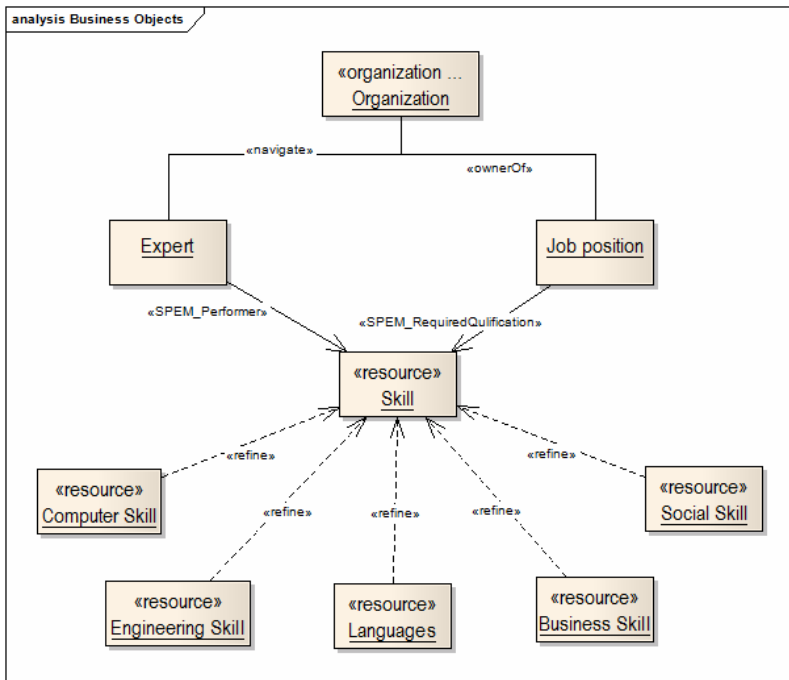 analysis Business Objects
«organization ...
Organization
«navigate»
«ownerOf»
Expert
Job position
«SPEM_Performer»
«SPEM_RequiredQulification»
«resource»
Skill
«refine»
«refine»
«refine»
«refine»
«refine»
«resource»
Computer Skill
«resource»
Social Skill
«resource»
Engineering Skill
«resource»
Languages
«resource»
Business Skill